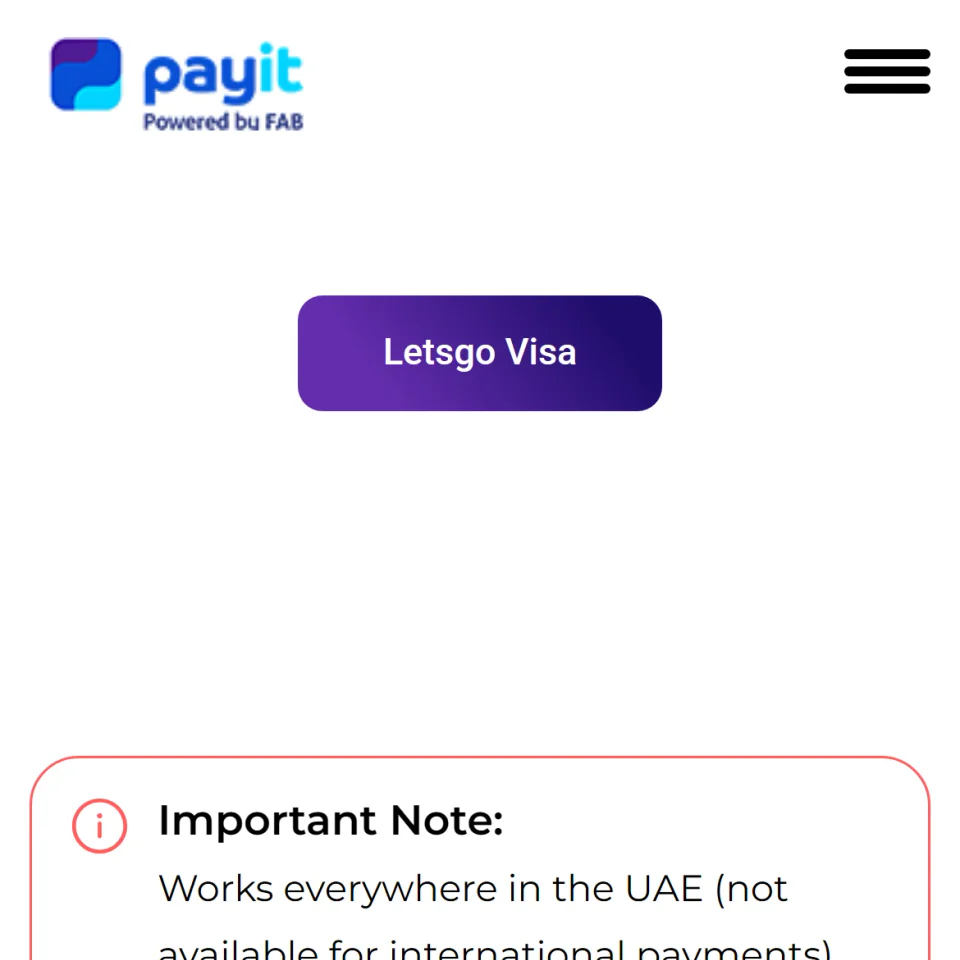 payit
Powered by FAB
Letsgo Visa
Important Note:
Works everywhere in the UAE (not
available for international payments)